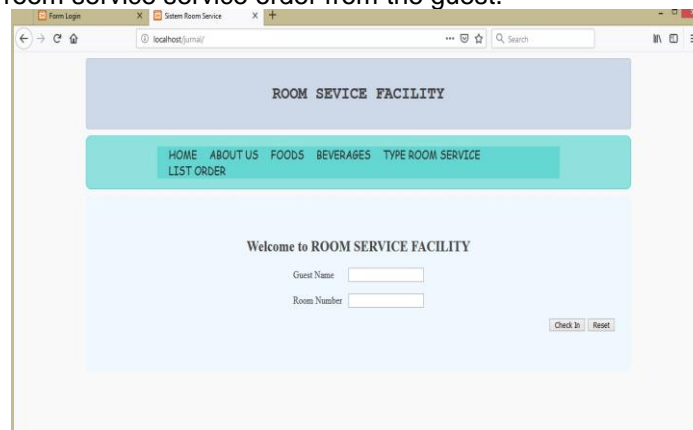 room service service order from the guest.
Form Login
Sistem Room Service
localhost/jurnal/
Search
ROOM SEVICE FACILITY
HOME ABOUT US FOODS BEVERAGES TYPE ROOM SERVICE
LIST ORDER
Welcome to ROOM SERVICE FACILITY
Guest Name
Room Number
Check In Reset